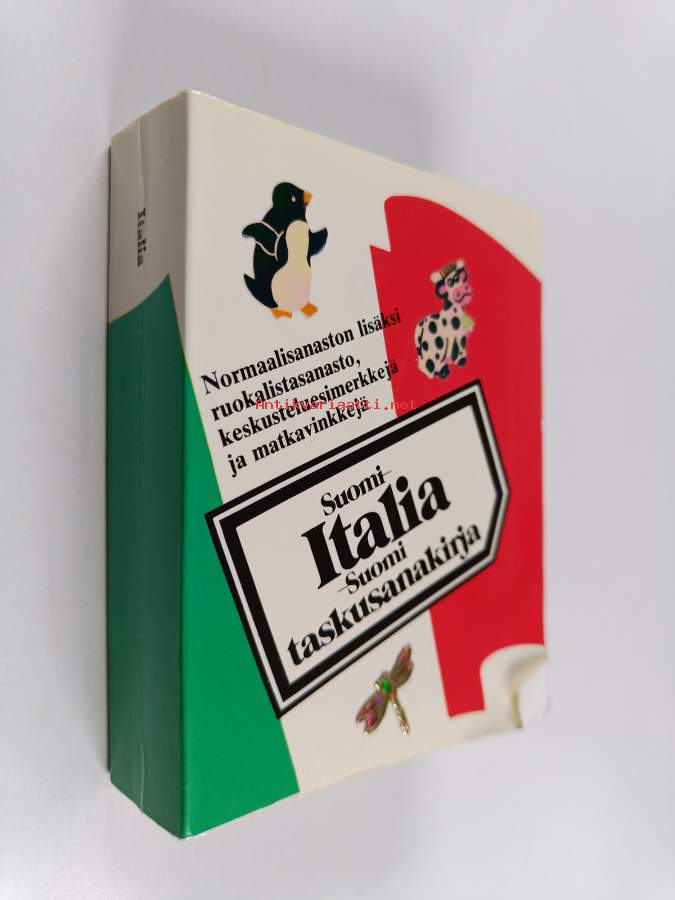 Italia
Normaalisanaston lisäksi
ruokalistasanasto,
keskusteluesimerkkejä
ja matkavinkkejä
Antikvariaatti.net
Suomi–
Italia
–Suomi
taskusanakirja